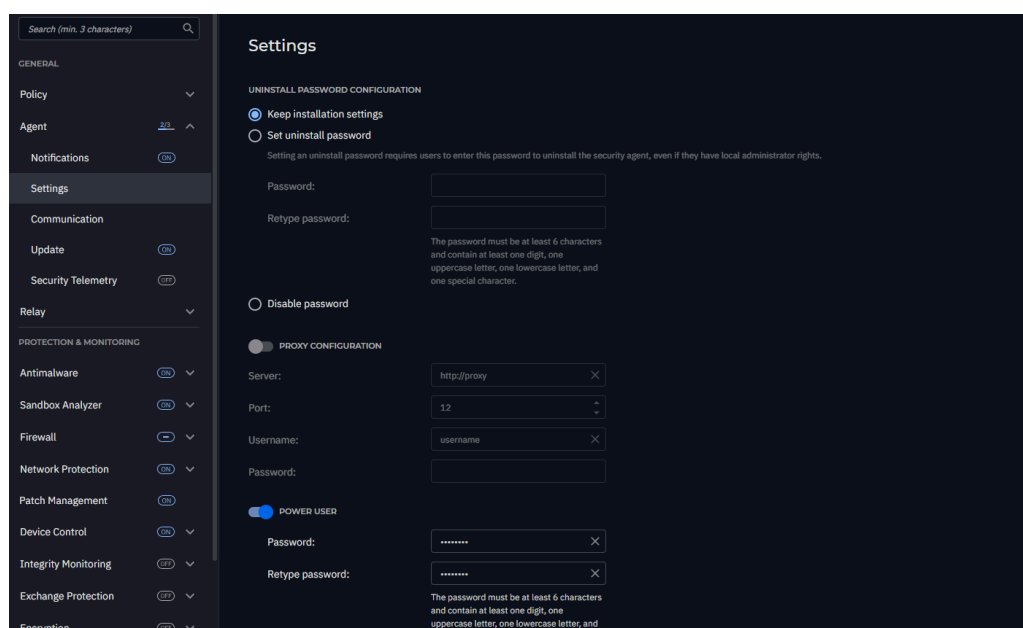 Search (min. 3 characters)
GENERAL
Policy
Agent 2/3
Notifications ON
Settings
Communication
Update ON
Security Telemetry OFF
Relay
PROTECTION & MONITORING
Antimalware ON
Sandbox Analyzer ON
Firewall
Network Protection ON
Patch Management ON
Device Control ON
Integrity Monitoring OFF
Exchange Protection OFF
Encryption OFF
Settings
UNINSTALL PASSWORD CONFIGURATION
Keep installation settings
Set uninstall password
Setting an uninstall password requires users to enter this password to uninstall the security agent, even if they have local administrator rights.
Password:
Retype password:
The password must be at least 6 characters
and contain at least one digit, one
uppercase letter, one lowercase letter, and
one special character.
Disable password
PROXY CONFIGURATION
Server: http://proxy
Port: 12
Username: username
Password:
POWER USER
Password: ••••••••
Retype password: ••••••••
The password must be at least 6 characters
and contain at least one digit, one
uppercase letter, one lowercase letter, and